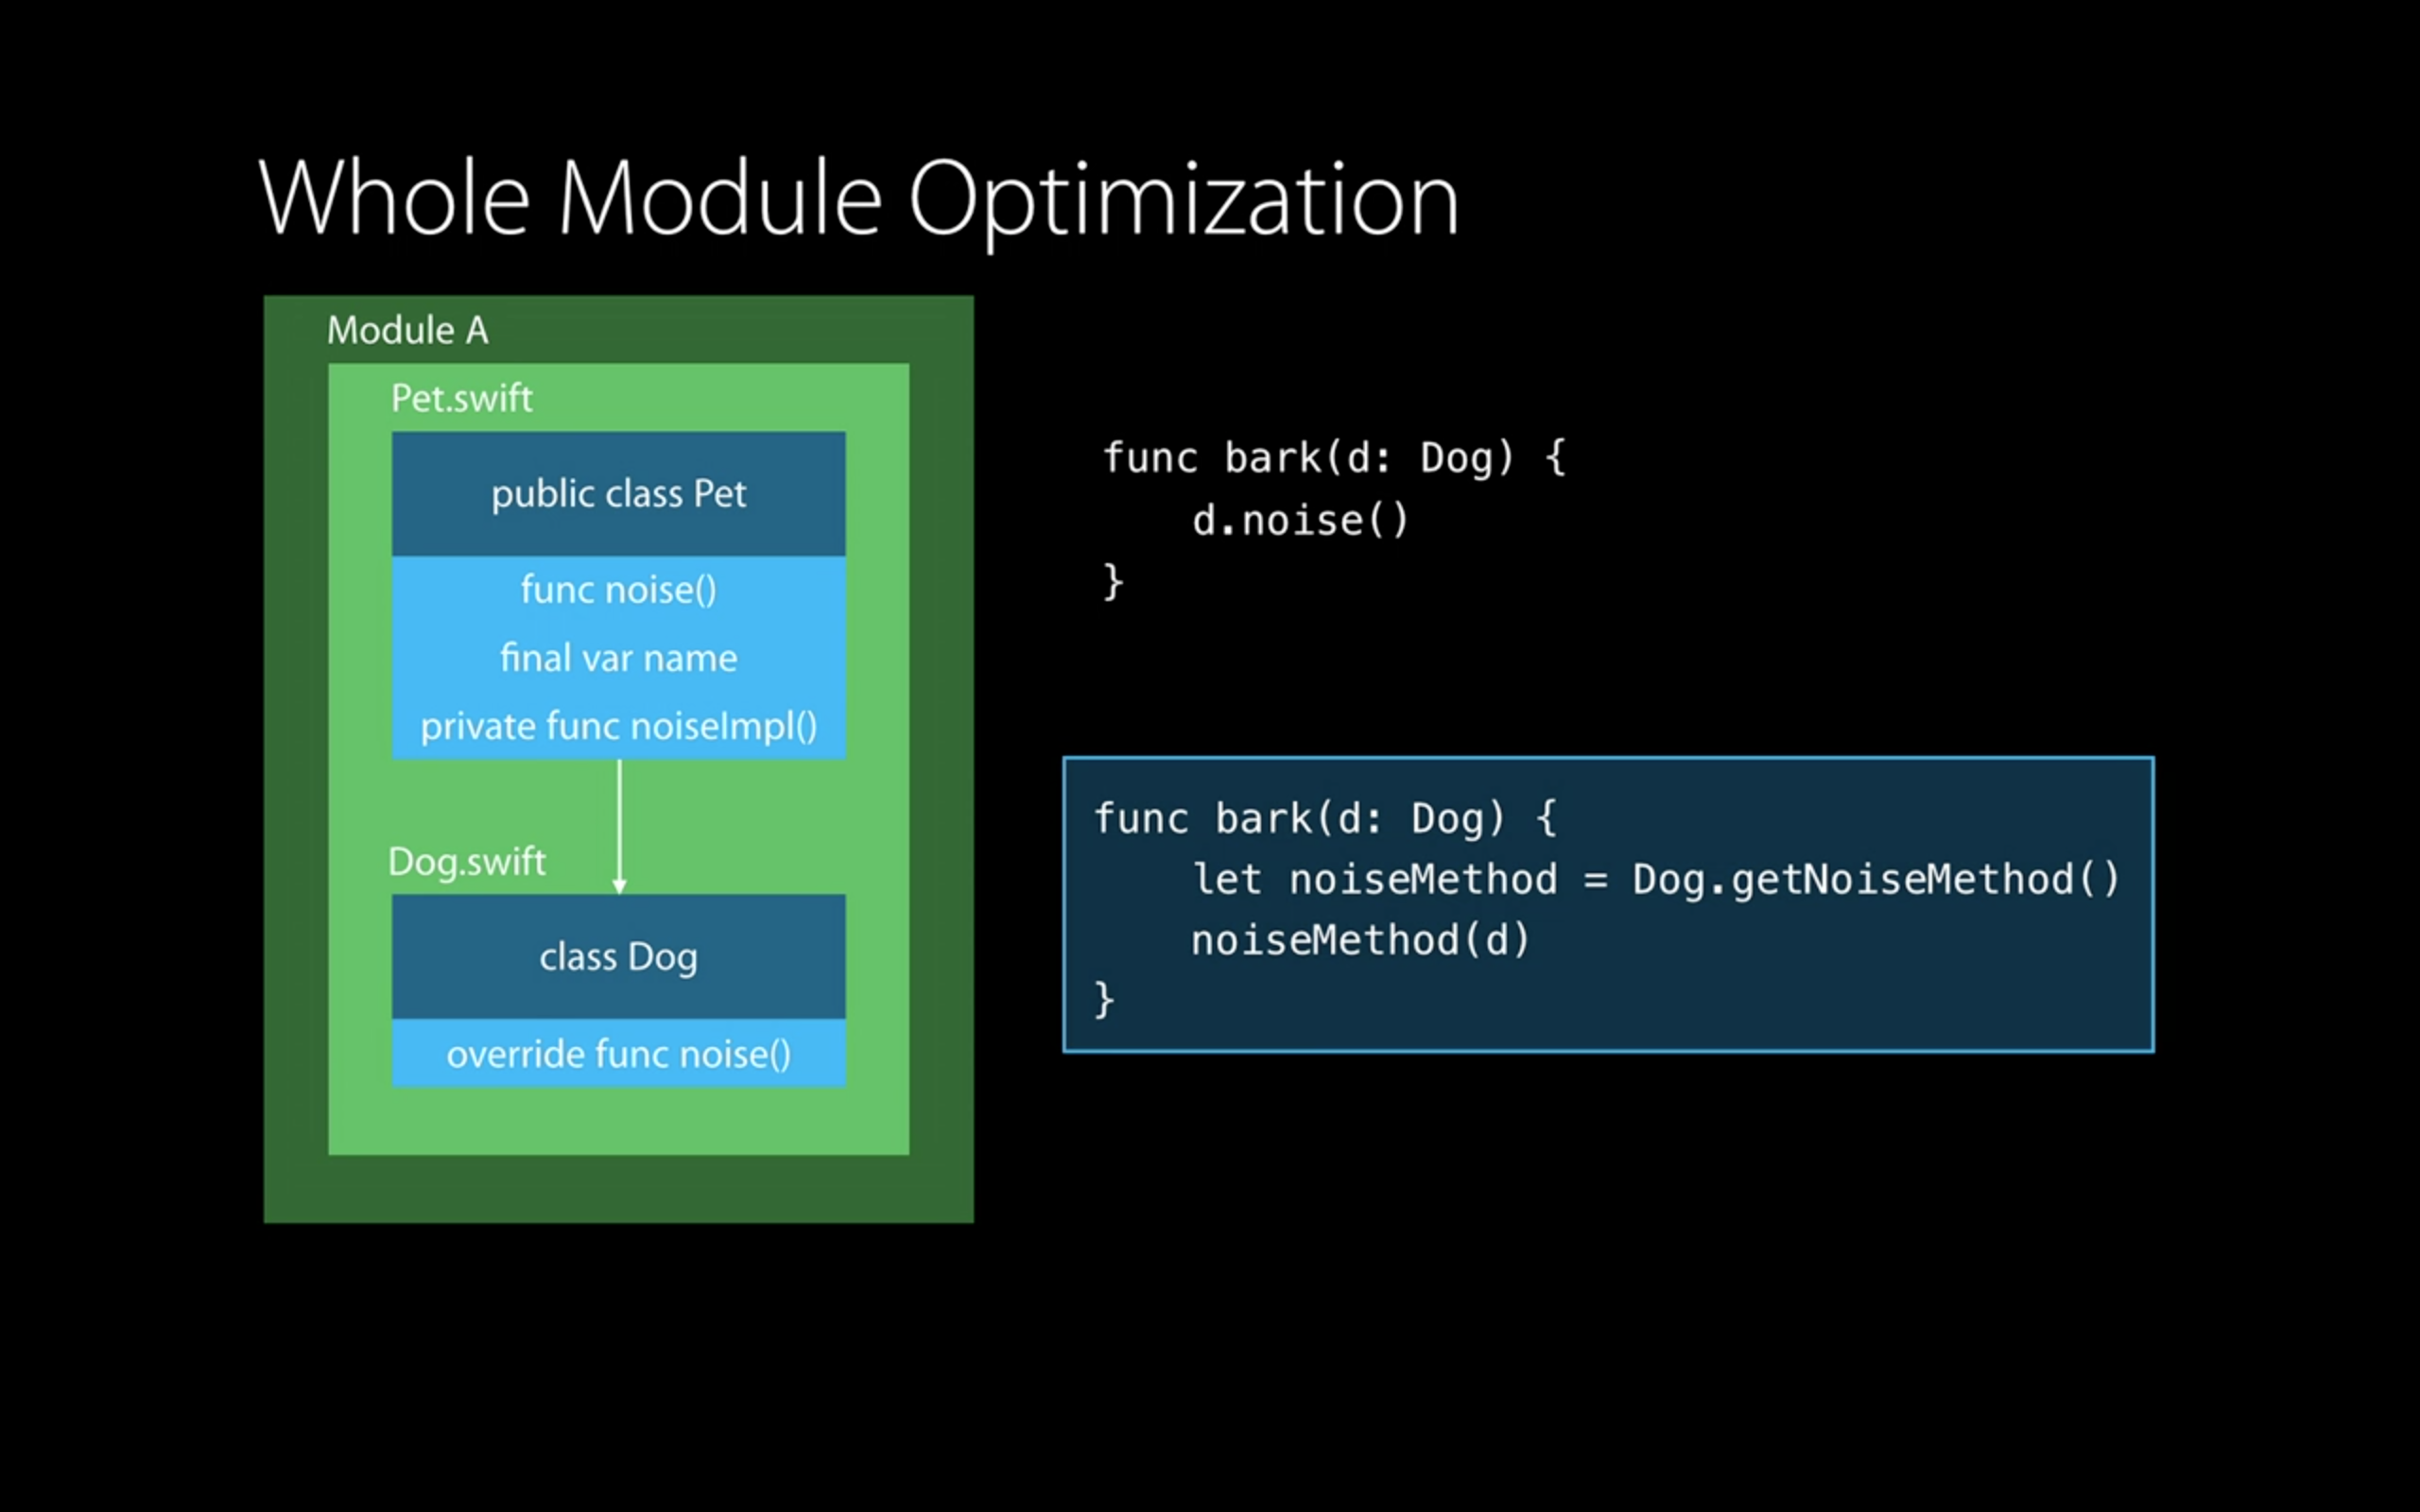 Whole Module Optimization
Module A
Pet.swift
public class Pet
func noise()
final var name
private func noiseImpl()
Dog.swift
class Dog
override func noise()
func bark(d: Dog) {
    d.noise()
}
func bark(d: Dog) {
    let noiseMethod = Dog.getNoiseMethod()
    noiseMethod(d)
}